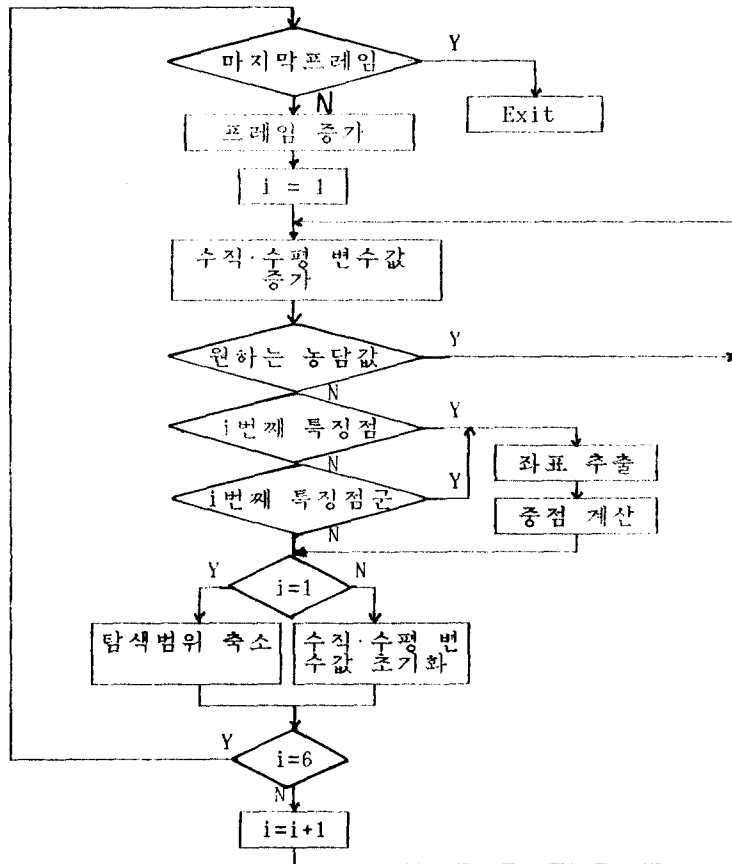 마지막프레임
Y
N
Exit
프레임 증가
i = 1
수직·수평 변수값
증가
원하는 농담값
Y
N
i번째 특징점
Y
N
좌표 추출
i번째 특징점군
Y
중점 계산
N
Y
i=1
N
탐색범위 축소
수직·수평 변
수값 초기화
Y
i=6
N
i=i+1